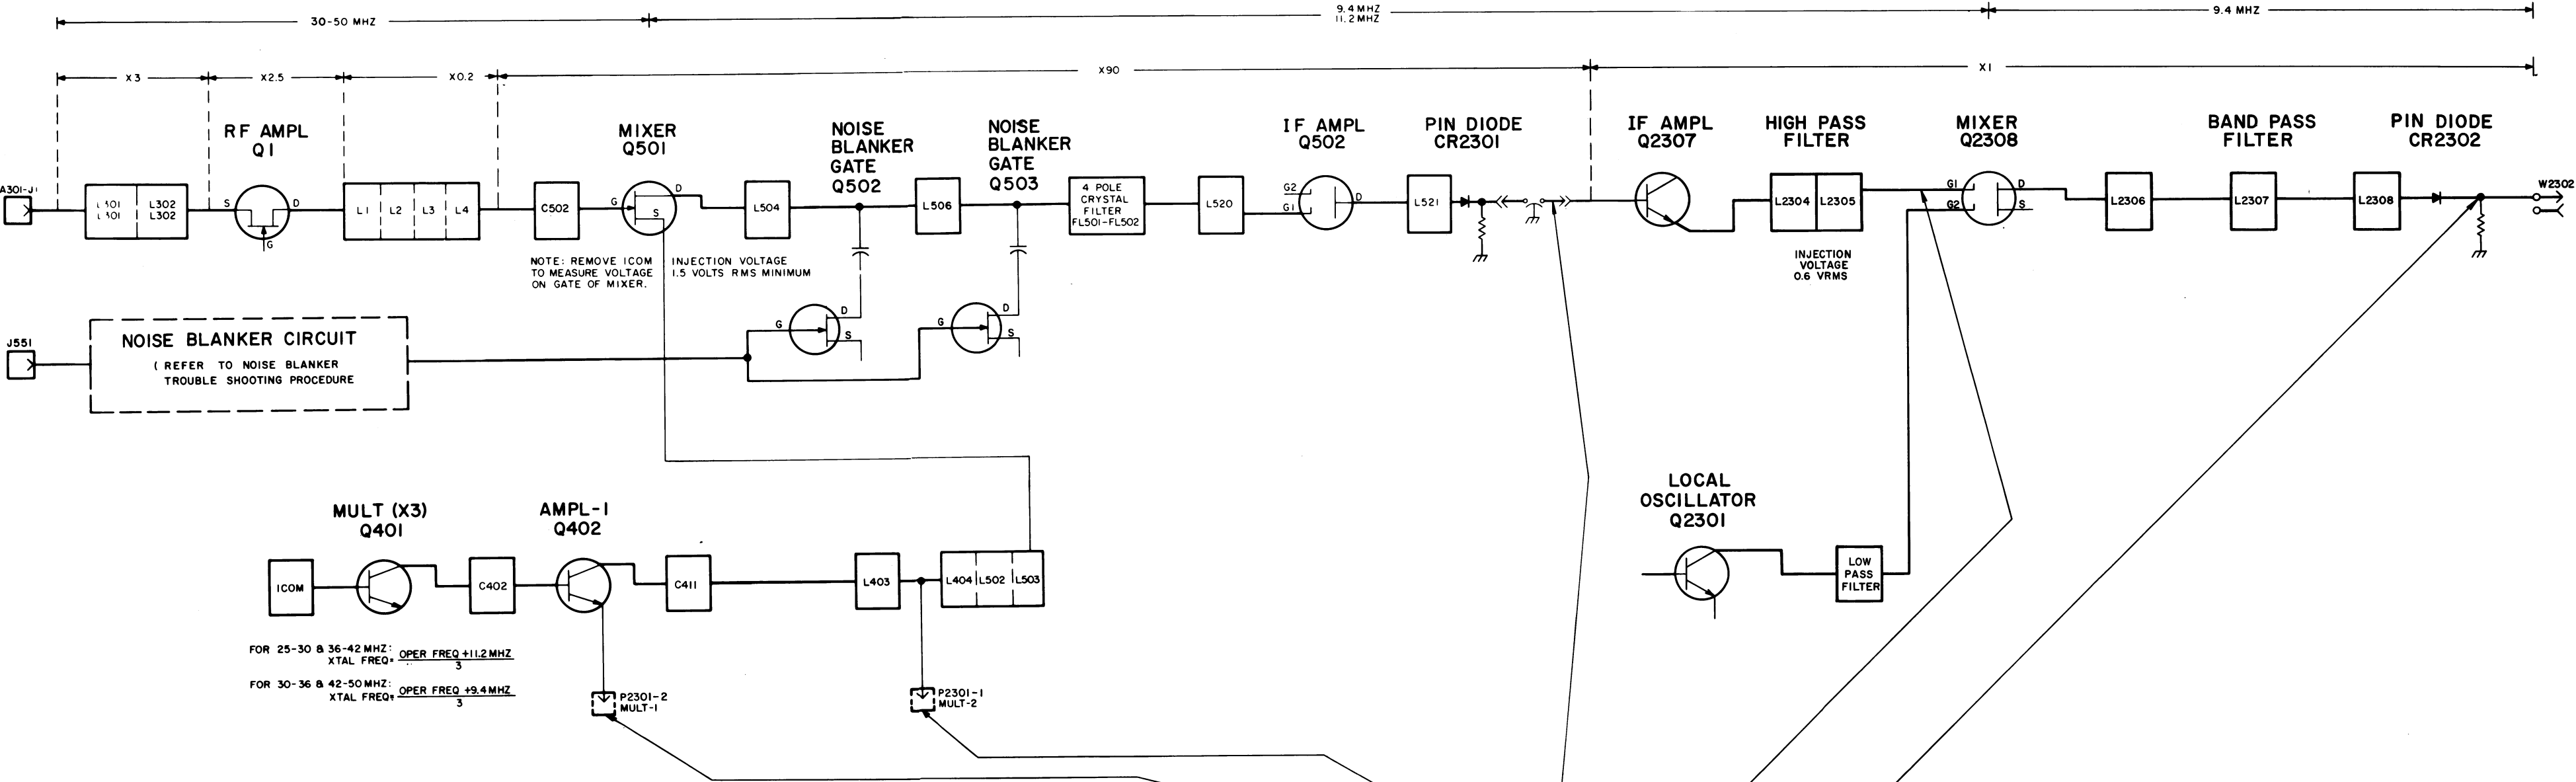 30-50 MHZ
9.4 MHZ
11.2 MHZ
9.4 MHZ
X3
X2.5
X0.2
X90
X1
RF AMPL
Q1
MIXER
Q501
NOISE
BLANKER
GATE
Q502
NOISE
BLANKER
GATE
Q503
IF AMPL
Q502
PIN DIODE
CR2301
IF AMPL
Q2307
HIGH PASS
FILTER
MIXER
Q2308
BAND PASS
FILTER
PIN DIODE
CR2302
A301-J1
L301
L301
L302
L302
S
D
G
L1
L2
L3
L4
C502
G
D
S
L504
L506
4 POLE
CRYSTAL
FILTER
FL501-FL502
L520
G2
G1
D
L521
L2304
L2305
G1
G2
D
S
L2306
L2307
L2308
W2302
NOTE: REMOVE ICOM
TO MEASURE VOLTAGE
ON GATE OF MIXER.
INJECTION VOLTAGE
1.5 VOLTS RMS MINIMUM
INJECTION
VOLTAGE
0.6 VRMS
J551
NOISE BLANKER CIRCUIT
( REFER TO NOISE BLANKER
TROUBLE SHOOTING PROCEDURE
G
D
S
G
D
S
MULT (X3)
Q401
AMPL-1
Q402
LOCAL
OSCILLATOR
Q2301
ICOM
C402
C411
L403
L404
L502
L503
LOW
PASS
FILTER
FOR 25-30 & 36-42 MHZ:
XTAL FREQ= OPER FREQ +11.2 MHZ
3
FOR 30-36 & 42-50 MHZ:
XTAL FREQ= OPER FREQ +9.4 MHZ
3
P2301-2
MULT-1
P2301-1
MULT-2